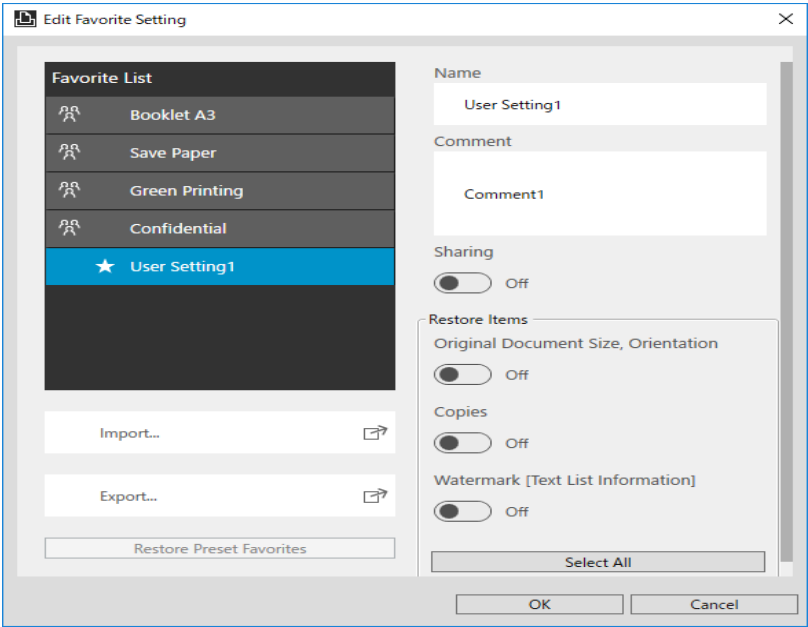 Edit Favorite Setting
Favorite List
Booklet A3
Save Paper
Green Printing
Confidential
User Setting1
Import...
Export...
Restore Preset Favorites
Name
User Setting1
Comment
Comment1
Sharing
Off
Restore Items
Original Document Size, Orientation
Off
Copies
Off
Watermark [Text List Information]
Off
Select All
OK
Cancel